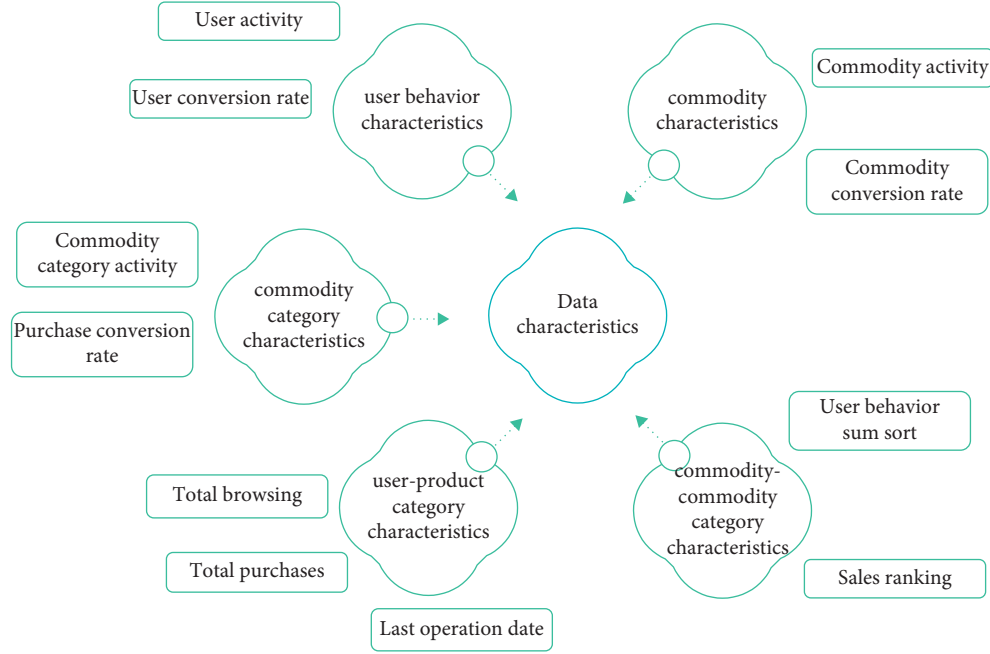 User activity
User conversion rate
user behavior
characteristics
commodity
characteristics
Commodity activity
Commodity
conversion rate
Commodity
category activity
Purchase conversion
rate
commodity
category
characteristics
Data
characteristics
Total browsing
Total purchases
Last operation date
user-product
category
characteristics
commodity-
commodity
category
characteristics
User behavior
sum sort
Sales ranking